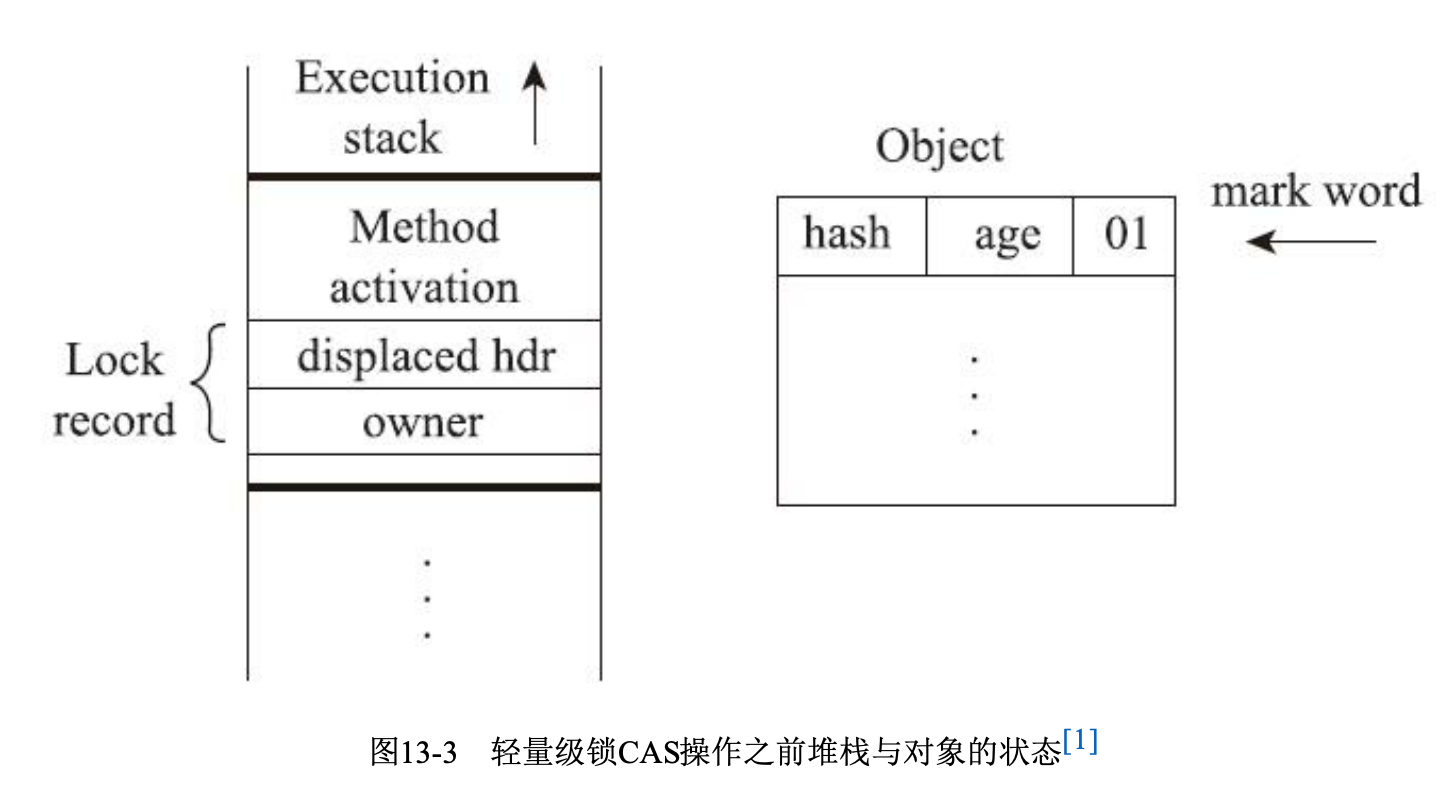 Execution
stack
Method
activation
Lock
record
displaced hdr
owner
Object
hash age 01
mark word
图13-3 轻量级锁CAS操作之前堆栈与对象的状态[1]